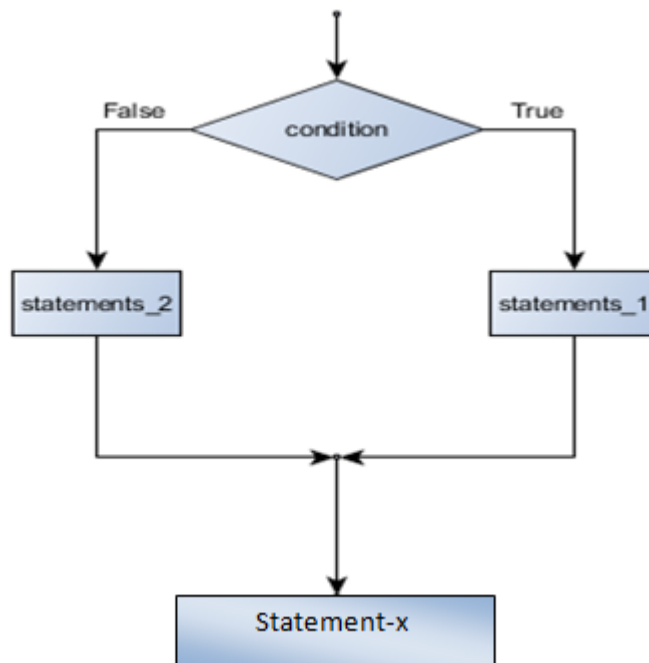 False
True
condition
statements_2
statements_1
Statement-x